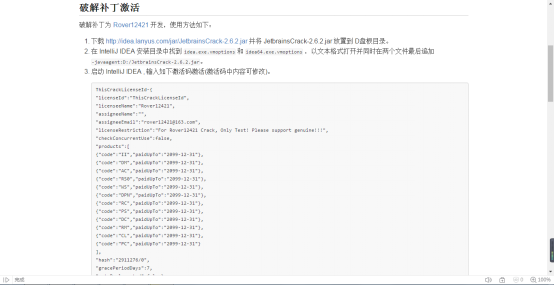 破解补丁激活
破解补丁为 Rover12421 开发，使用方法如下。
1. 下载 http://idea.lanyus.com/jar/JetbrainsCrack-2.6.2.jar 并将 JetbrainsCrack-2.6.2.jar 放置到 D盘根目录。
2. 在 IntelliJ IDEA 安装目录中找到 idea.exe.vmoptions 和 idea64.exe.vmoptions ，以文本格式打开并同时在两个文件最后追加
-javaagent:D:/JetbrainsCrack-2.6.2.jar。
3. 启动 IntelliJ IDEA , 输入如下激活码激活(激活码中内容可修改)。
ThisCrackLicenseId-{
"licenseId":"ThisCrackLicenseId",
"licenseeName":"Rover12421",
"assigneeName":"",
"assigneeEmail":"rover12421@163.com",
"licenseRestriction":"For Rover12421 Crack, Only Test! Please support genuine!!!",
"checkConcurrentUse":false,
"products":[
{"code":"II","paidUpTo":"2099-12-31"},
{"code":"DM","paidUpTo":"2099-12-31"},
{"code":"AC","paidUpTo":"2099-12-31"},
{"code":"RS0","paidUpTo":"2099-12-31"},
{"code":"WS","paidUpTo":"2099-12-31"},
{"code":"DPN","paidUpTo":"2099-12-31"},
{"code":"RC","paidUpTo":"2099-12-31"},
{"code":"PS","paidUpTo":"2099-12-31"},
{"code":"DC","paidUpTo":"2099-12-31"},
{"code":"RM","paidUpTo":"2099-12-31"},
{"code":"CL","paidUpTo":"2099-12-31"},
{"code":"PC","paidUpTo":"2099-12-31"}
],
"hash":"2911276/0",
"gracePeriodDays":7,
完成
0
100%